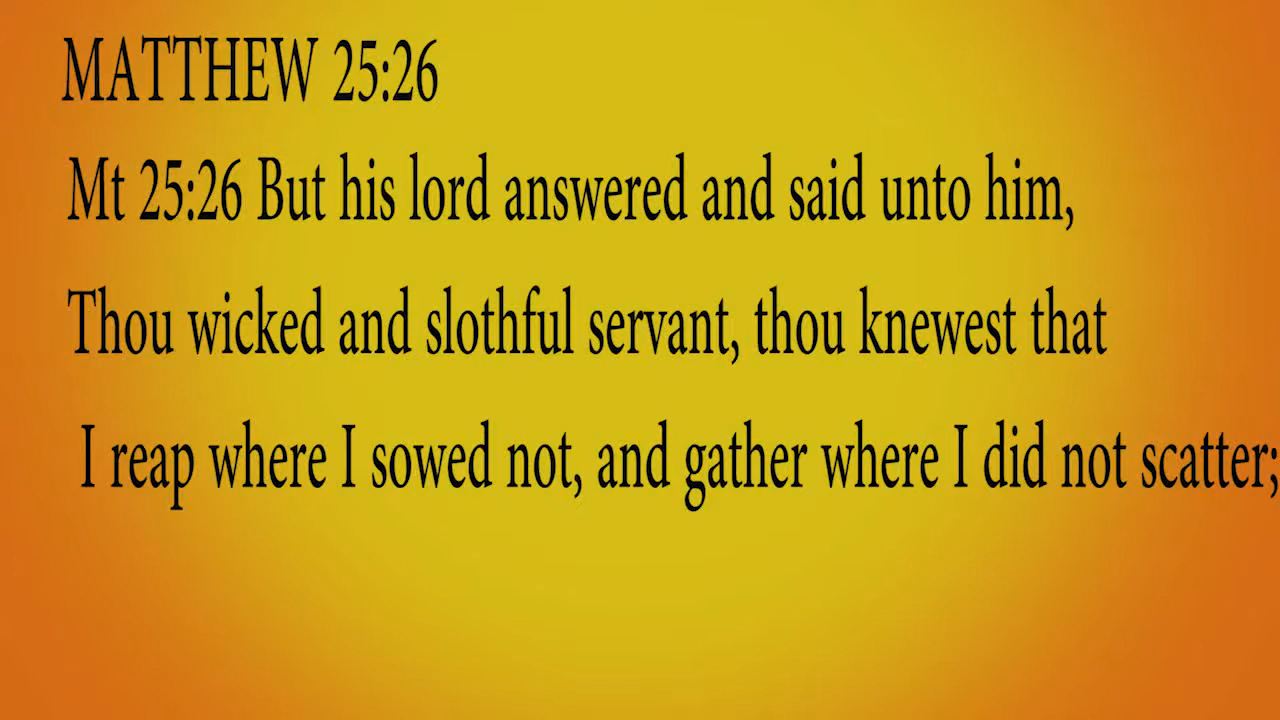 MATTHEW 25:26
Mt 25:26 But his lord answered and said unto him,
Thou wicked and slothful servant, thou knewest that
I reap where I sowed not, and gather where I did not scatter;